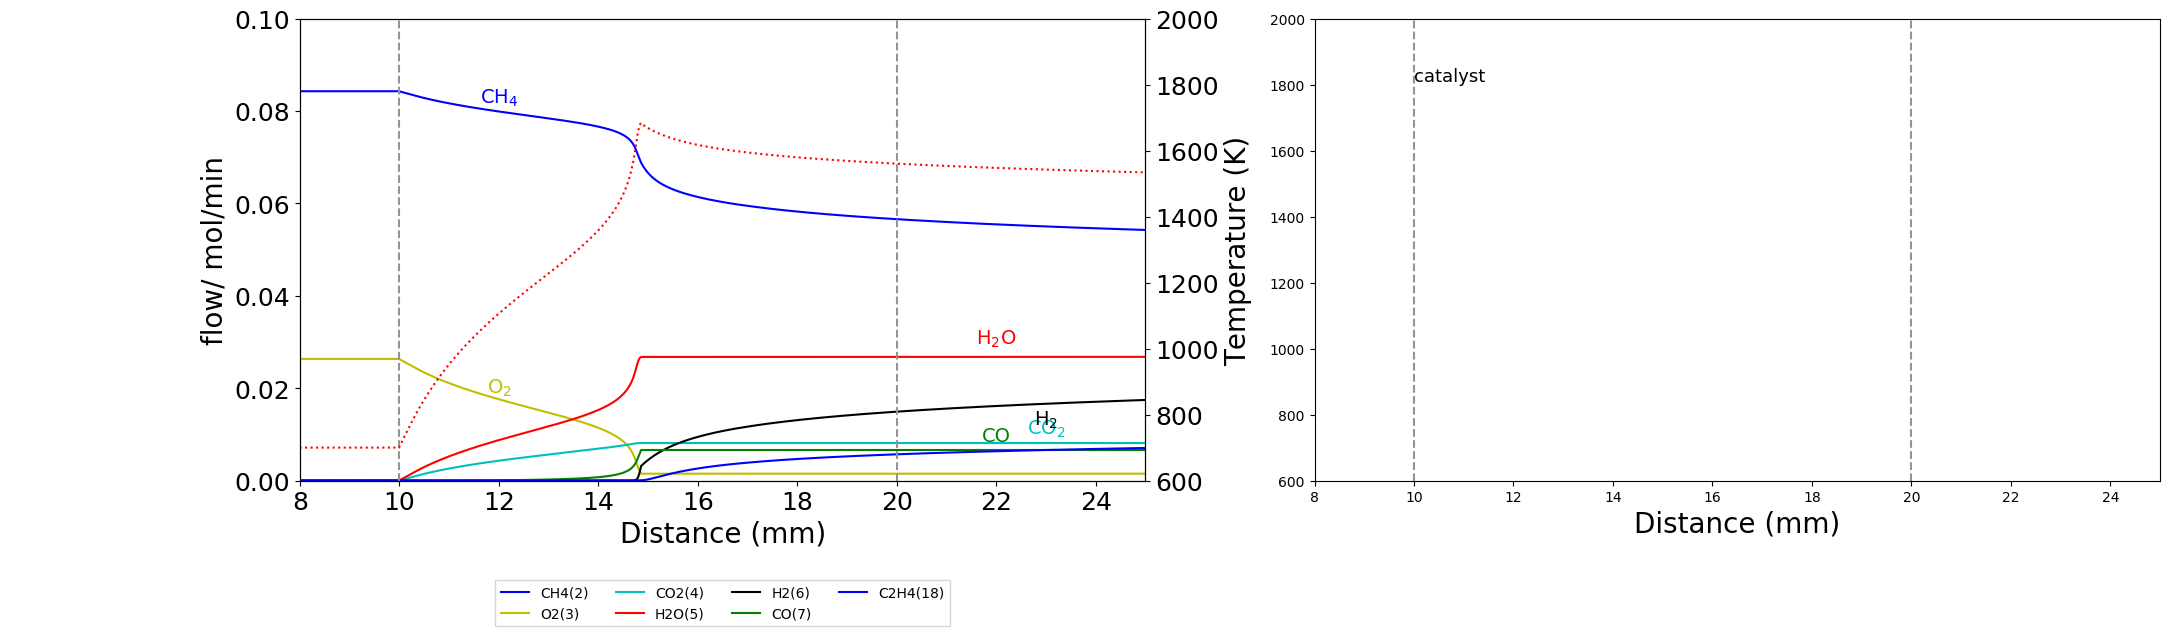 0.10
0.08
0.06
0.04
0.02
0.00
flow/ mol/min
CH₄
O₂
H₂O
H₂
CO₂
CO
8 10 12 14 16 18 20 22 24
Distance (mm)
2000
1800
1600
1400
1200
1000
800
600
Temperature (K)
CH4(2) CO2(4) H2(6) C2H4(18)
O2(3) H2O(5) CO(7)
2000
1800
1600
1400
1200
1000
800
600
catalyst
8 10 12 14 16 18 20 22 24
Distance (mm)